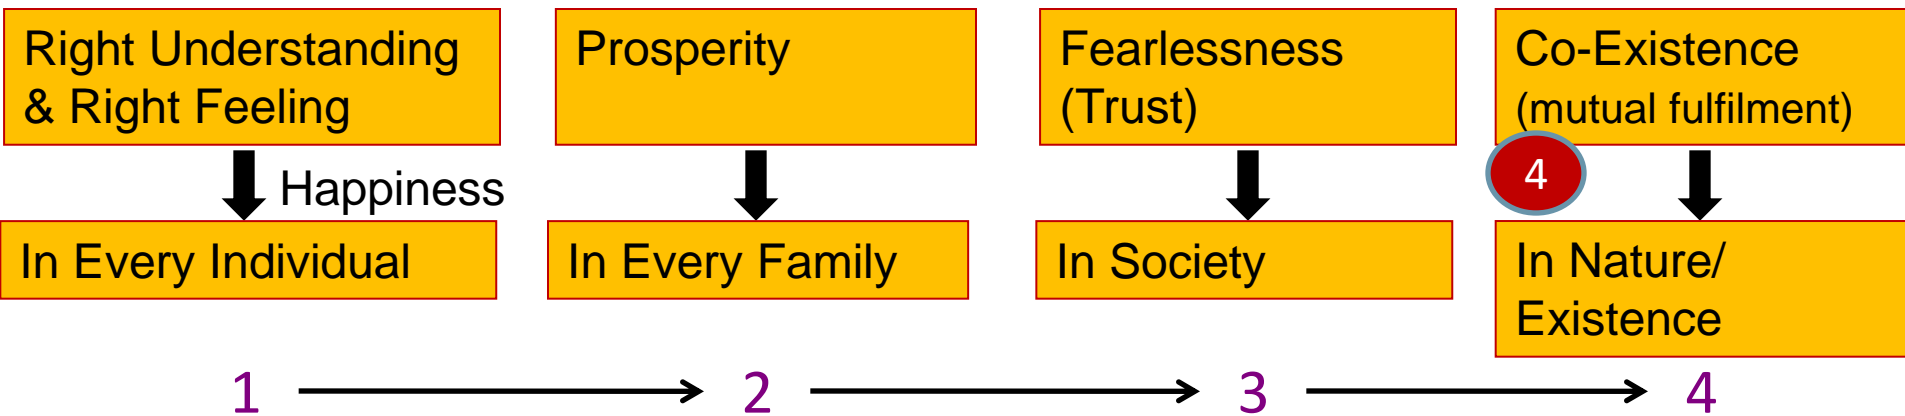 Right Understanding
& Right Feeling
Prosperity
Fearlessness
(Trust)
Co-Existence
(mutual fulfilment)
Happiness
4
In Every Individual
In Every Family
In Society
In Nature/
Existence
1
2
3
4